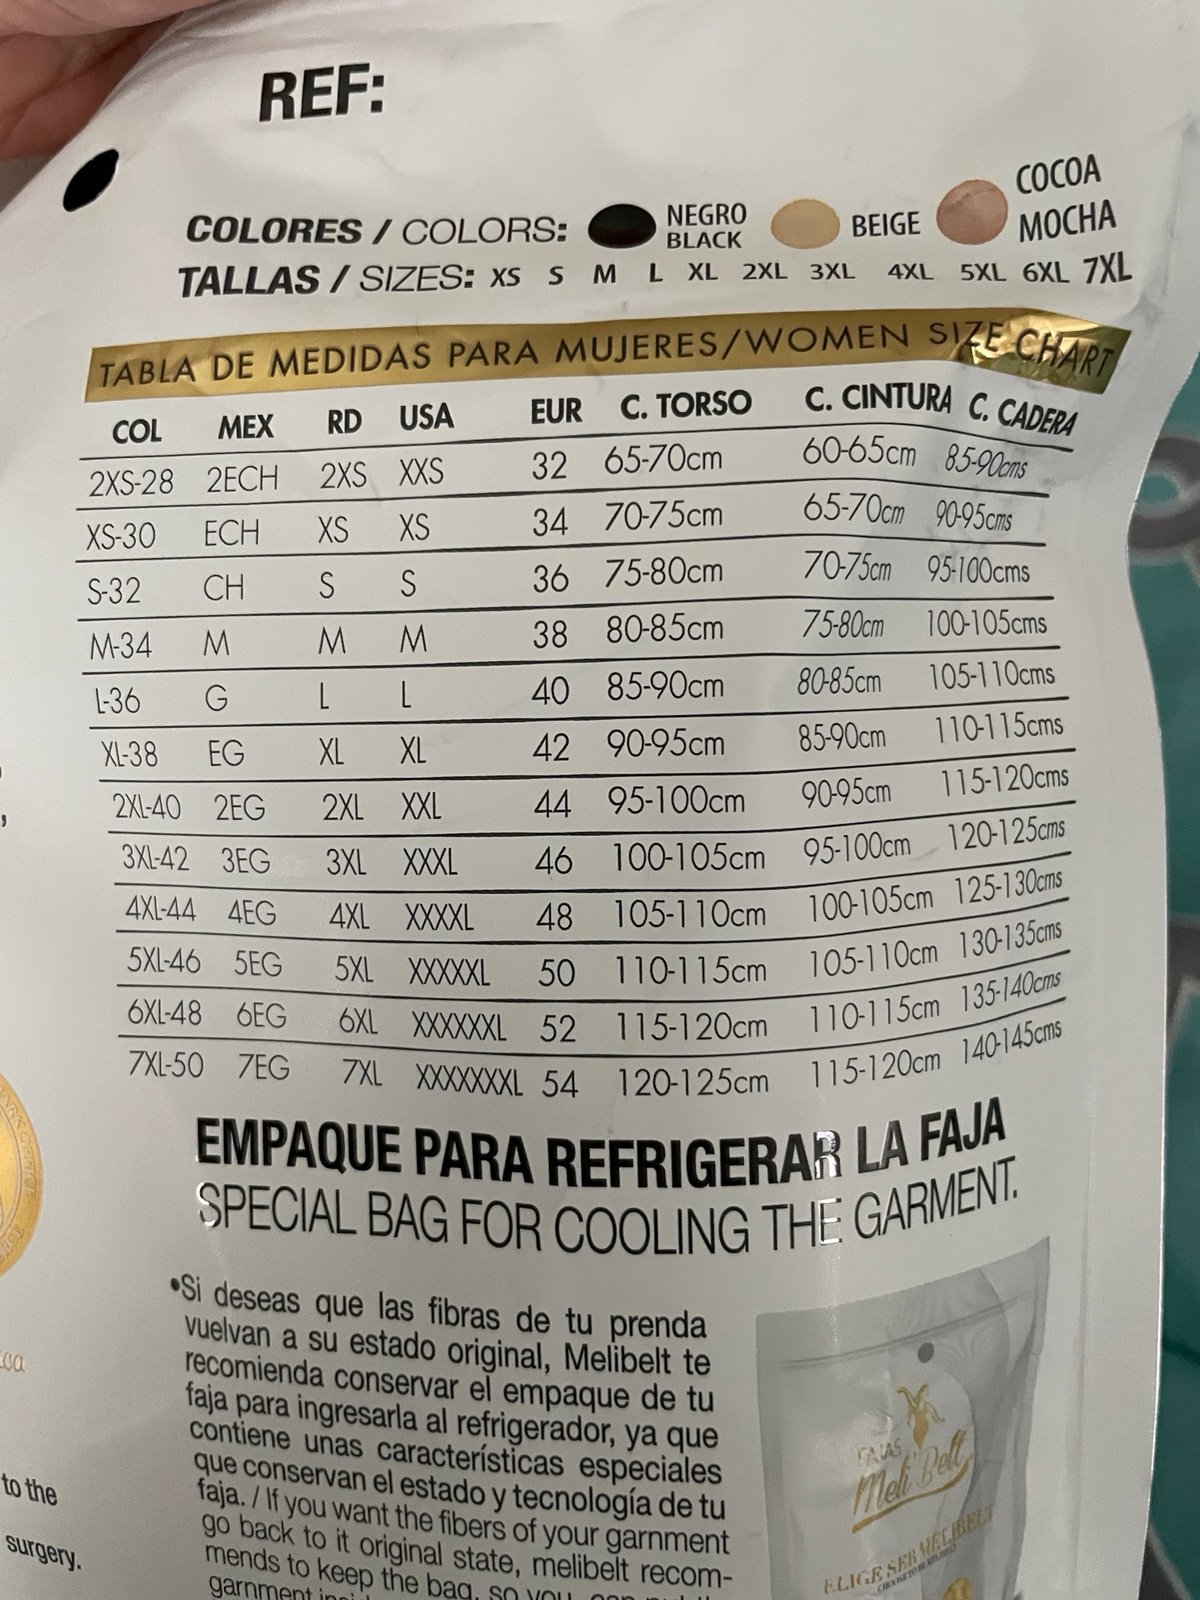 REF:
COLORES / COLORS: NEGRO BLACK BEIGE COCOA MOCHA
TALLAS / SIZES: XS S M L XL 2XL 3XL 4XL 5XL 6XL 7XL
TABLA DE MEDIDAS PARA MUJERES/WOMEN SIZE CHART
COL MEX RD USA EUR C. TORSO C. CINTURA C. CADERA
2XS-28 2ECH 2XS XXS 32 65-70cm 60-65cm 85-90cms
XS-30 ECH XS XS 34 70-75cm 65-70cm 90-95cms
S-32 CH S S 36 75-80cm 70-75cm 95-100cms
M-34 M M M 38 80-85cm 75-80cm 100-105cms
L-36 G L L 40 85-90cm 80-85cm 105-110cms
XL-38 EG XL XL 42 90-95cm 85-90cm 110-115cms
2XL-40 2EG 2XL XXL 44 95-100cm 90-95cm 115-120cms
3XL-42 3EG 3XL XXXL 46 100-105cm 95-100cm 120-125cms
4XL-44 4EG 4XL XXXXL 48 105-110cm 100-105cm 125-130cms
5XL-46 5EG 5XL XXXXXL 50 110-115cm 105-110cm 130-135cms
6XL-48 6EG 6XL XXXXXXL 52 115-120cm 110-115cm 135-140cms
7XL-50 7EG 7XL XXXXXXXL 54 120-125cm 115-120cm 140-145cms
EMPAQUE PARA REFRIGERAR LA FAJA
SPECIAL BAG FOR COOLING THE GARMENT.
•Si deseas que las fibras de tu prenda
vuelvan a su estado original, Melibelt te
recomienda conservar el empaque de tu
faja para ingresarla al refrigerador, ya que
contiene unas características especiales
que conservan el estado y tecnología de tu
faja. / If you want the fibers of your garnment
go back to it original state, melibelt recom-
mends to keep the bag, so you
garnment
FAJAS
Meli'Belt
ELIGE SER MELIBELT
to the
surgery.